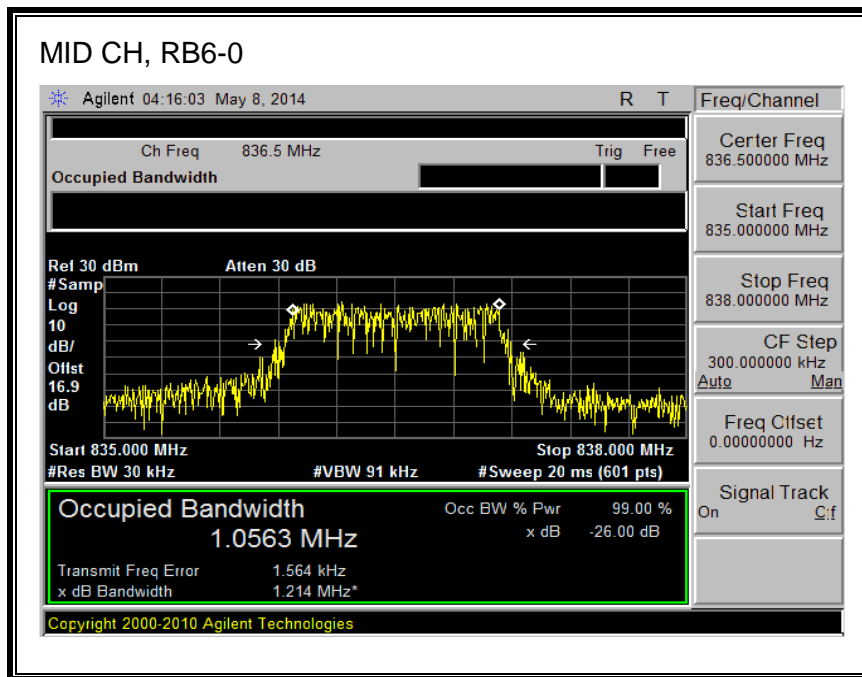 MID CH, RB6-0
Agilent 04:16:03 May 8, 2014 R T
Freq/Channel
Ch Freq 836.5 MHz Trig Free
Occupied Bandwidth
Center Freq
836.500000 MHz
Start Freq
835.000000 MHz
Stop Freq
838.000000 MHz
CF Step
300.000000 kHz
Auto Man
Freq Offset
0.00000000 Hz
Signal Track
On Off
Ref 30 dBm Atten 30 dB
#Samp
Log
10
dB/
Offst
16.9
dB
Start 835.000 MHz Stop 838.000 MHz
#Res BW 30 kHz #VBW 91 kHz #Sweep 20 ms (601 pts)
Occupied Bandwidth
1.0563 MHz
Occ BW % Pwr 99.00 %
x dB -26.00 dB
Transmit Freq Error 1.564 kHz
x dB Bandwidth 1.214 MHz*
Copyright 2000-2010 Agilent Technologies